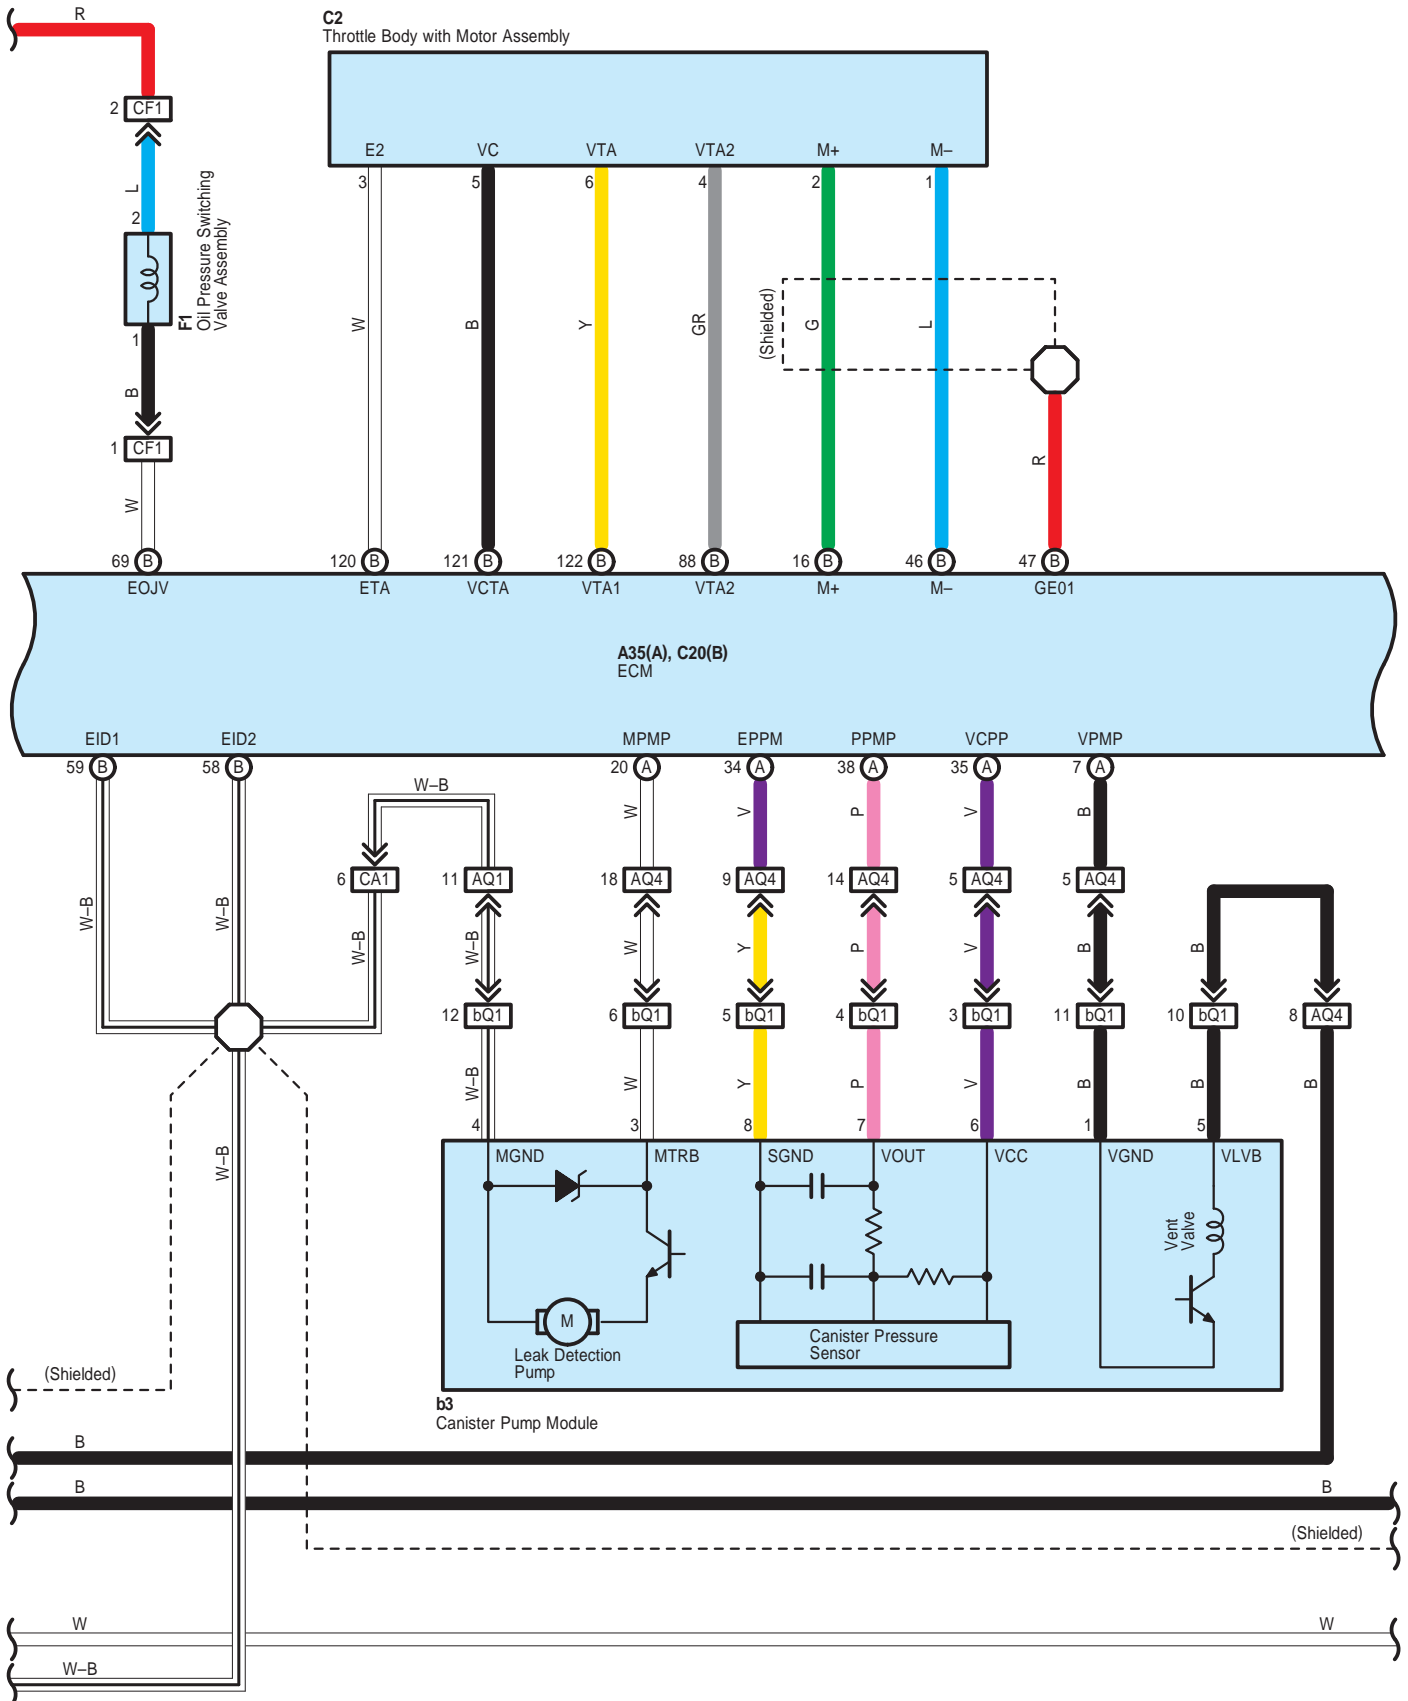 R
C2
Throttle Body with Motor Assembly
2 CF1
E2 VC VTA VTA2 M+ M–
3 5 6 4 2 1
L
2
F1
Oil Pressure Switching
Valve Assembly
1
B
1 CF1
W
W B Y GR G L
(Shielded)
R
69 B 120 B 121 B 122 B 88 B 16 B 46 B 47 B
EOJV ETA VCTA VTA1 VTA2 M+ M– GE01
A35(A), C20(B)
ECM
EID1 EID2 MPMP EPPM PPMP VCPP VPMP
59 B 58 B 20 A 34 A 38 A 35 A 7 A
W–B
W V P V B
6 CA1 11 AQ1 18 AQ4 9 AQ4 14 AQ4 5 AQ4 5 AQ4
W–B W–B W–B W–B W Y P V B B
12 bQ1 6 bQ1 5 bQ1 4 bQ1 3 bQ1 11 bQ1 10 bQ1 8 AQ4
W–B W Y P V B B B
4 3 8 7 6 1 5
W–B
MGND MTRB SGND VOUT VCC VGND VLVB
Vent
Valve
M
Leak Detection
Pump
Canister Pressure
Sensor
(Shielded)
b3
Canister Pump Module
B
B B
(Shielded)
W W
W–B